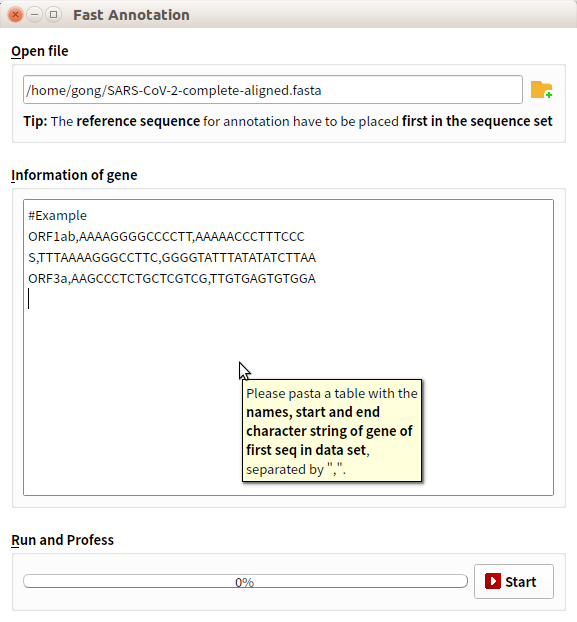 Fast Annotation
Open file
/home/gong/SARS-CoV-2-complete-aligned.fasta
Tip: The reference sequence for annotation have to be placed first in the sequence set
Information of gene
#Example
ORF1ab,AAAAGGGGCCCCTT,AAAAACCCTTTCCC
S,TTTAAAAGGGCCTTC,GGGGTATTTATATATCTTAA
ORF3a,AAGCCCTCTGCTCGTCG,TTGTGAGTGTGGA
Please pasta a table with the
names, start and end
character string of gene of
first seq in data set,
separated by ",".
Run and Profess
0%
Start